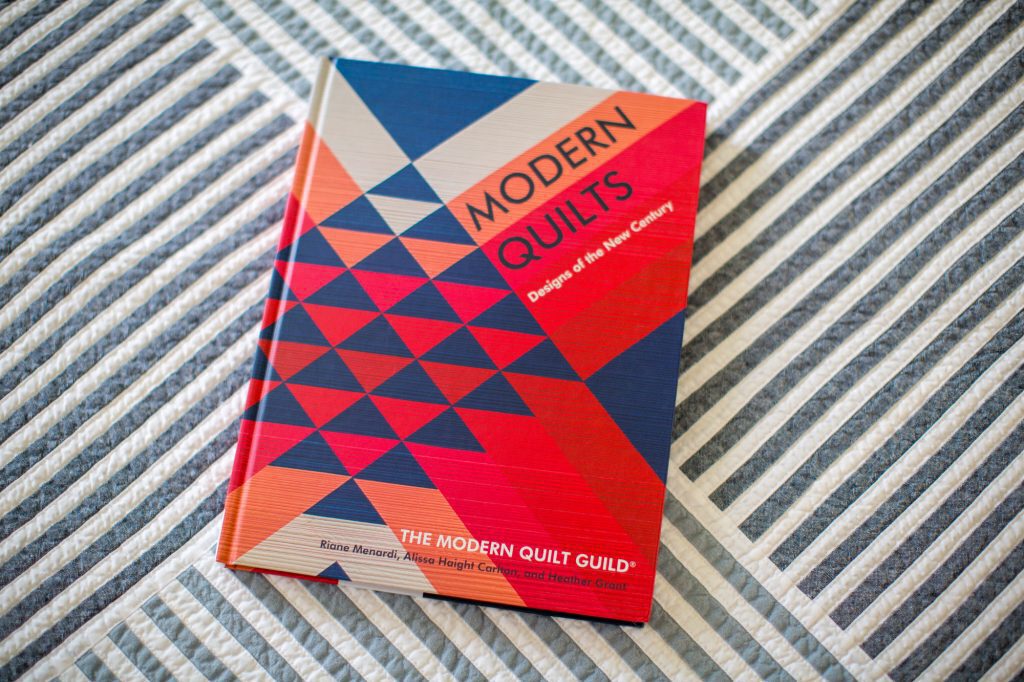 MODERN
QUILTS
Designs of the New Century
THE MODERN QUILT GUILD®
Riane Menardi, Alissa Haight Carlton, and Heather Grant